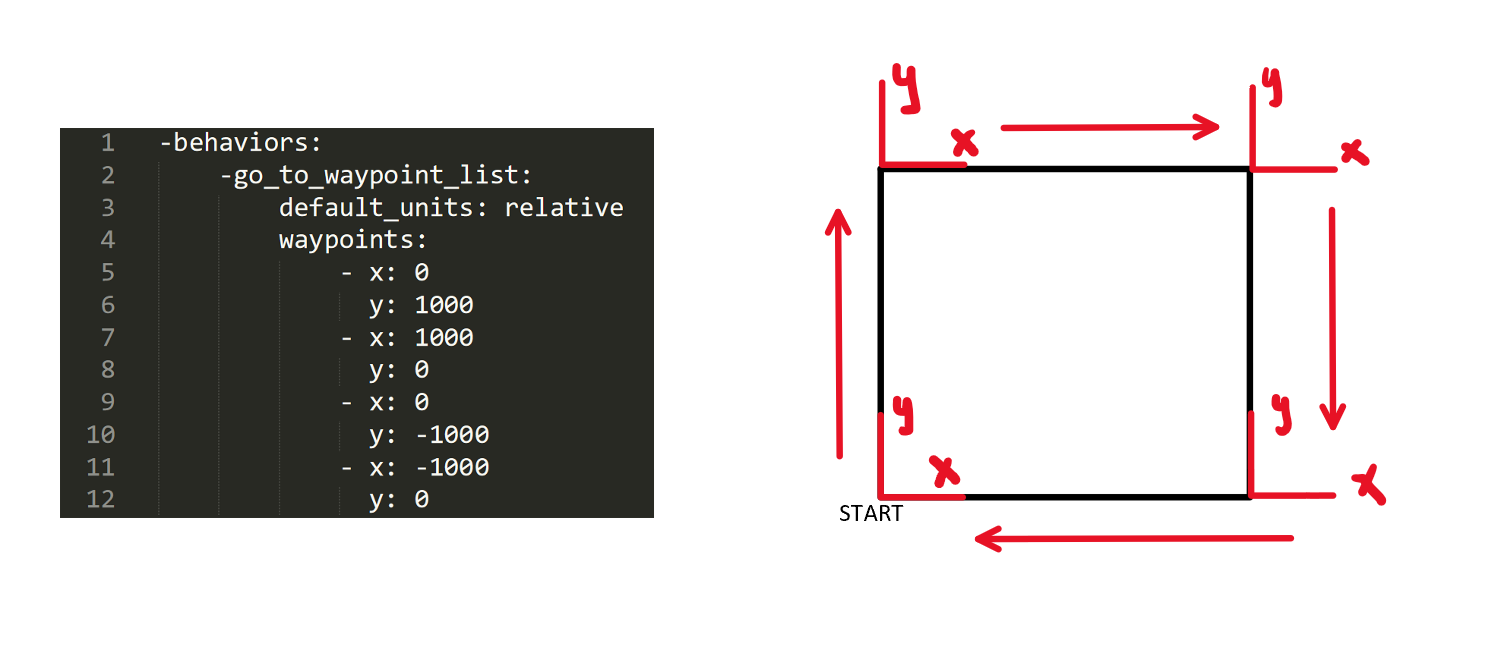 1 -behaviors:
2 -go_to_waypoint_list:
3 default_units: relative
4 waypoints:
5 - x: 0
6 y: 1000
7 - x: 1000
8 y: 0
9 - x: 0
10 y: -1000
11 - x: -1000
12 y: 0
y
y
x
x
y
y
x
x
START